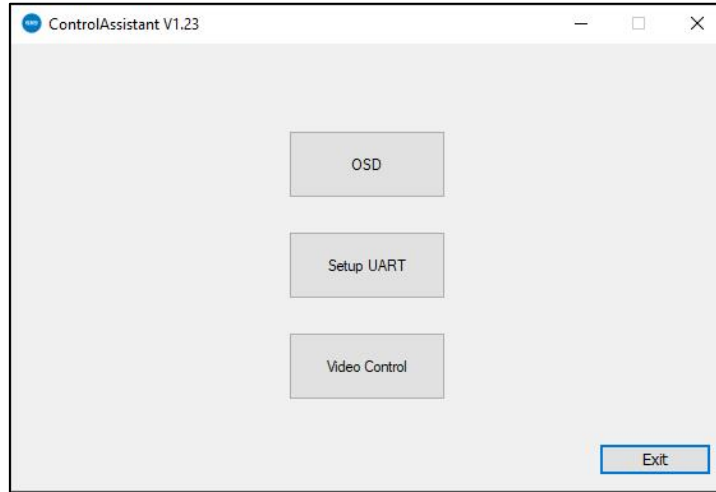 ControlAssistant V1.23
OSD
Setup UART
Video Control
Exit